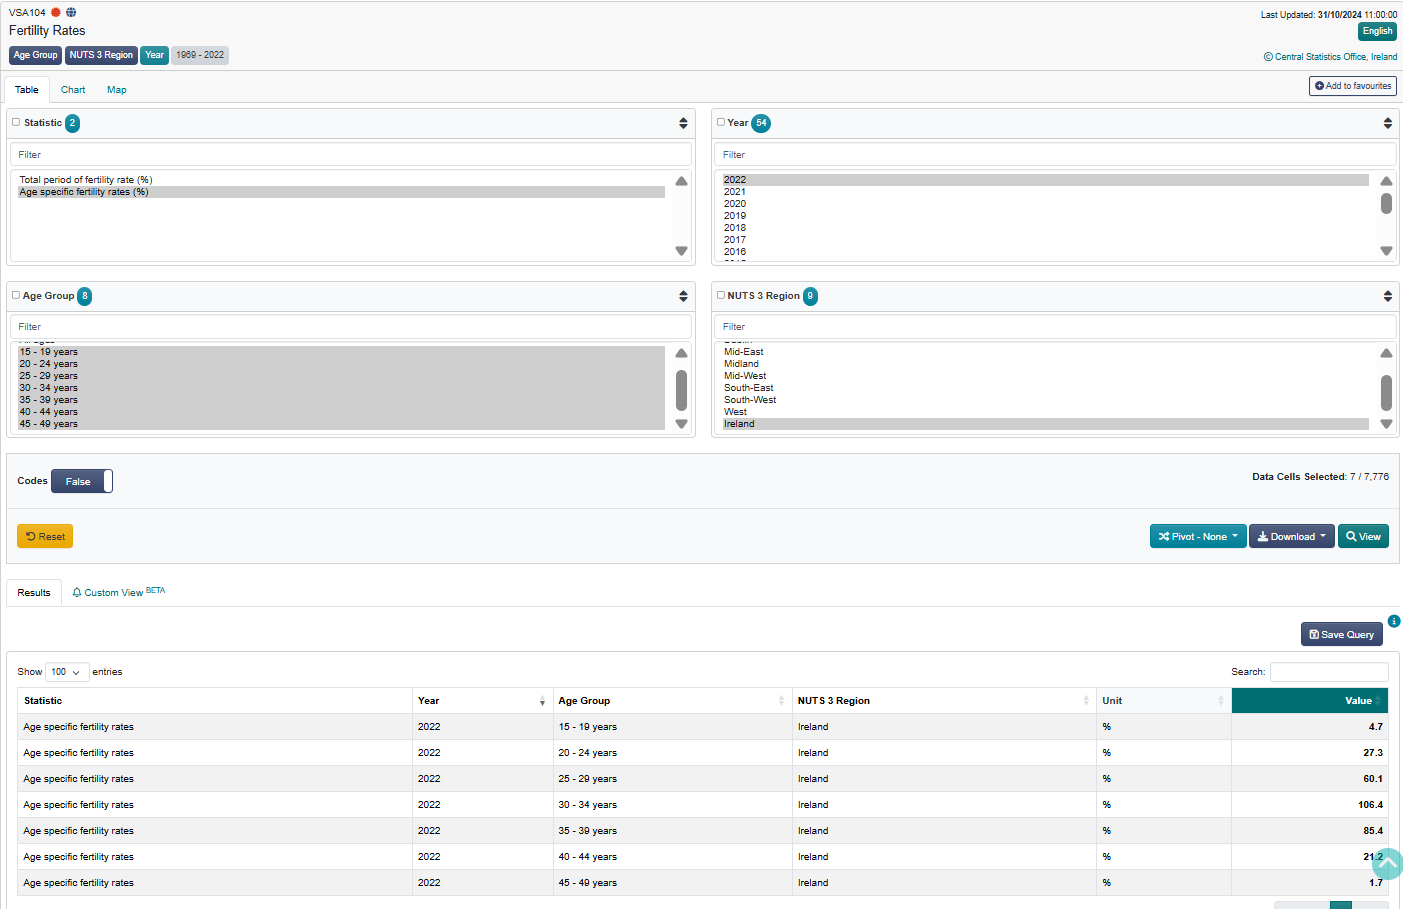 VSA104
Last Updated: 31/10/2024 11:00:00
Fertility Rates
English
Age Group NUTS 3 Region Year 1969 - 2022
© Central Statistics Office, Ireland
Table Chart Map
Add to favourites
Statistic 2
Filter
Total period of fertility rate (%)
Age specific fertility rates (%)
Year 54
Filter
2022
2021
2020
2019
2018
2017
2016
Age Group 8
Filter
15 - 19 years
20 - 24 years
25 - 29 years
30 - 34 years
35 - 39 years
40 - 44 years
45 - 49 years
NUTS 3 Region 9
Filter
Mid-East
Midland
Mid-West
South-East
South-West
West
Ireland
Codes False
Data Cells Selected: 7 / 7,776
Reset
Pivot - None Download View
Results Custom View BETA
Save Query
Show 100 entries
Search:
Statistic Year Age Group NUTS 3 Region Unit Value
Age specific fertility rates 2022 15 - 19 years Ireland % 4.7
Age specific fertility rates 2022 20 - 24 years Ireland % 27.3
Age specific fertility rates 2022 25 - 29 years Ireland % 60.1
Age specific fertility rates 2022 30 - 34 years Ireland % 106.4
Age specific fertility rates 2022 35 - 39 years Ireland % 85.4
Age specific fertility rates 2022 40 - 44 years Ireland % 21.2
Age specific fertility rates 2022 45 - 49 years Ireland % 1.7